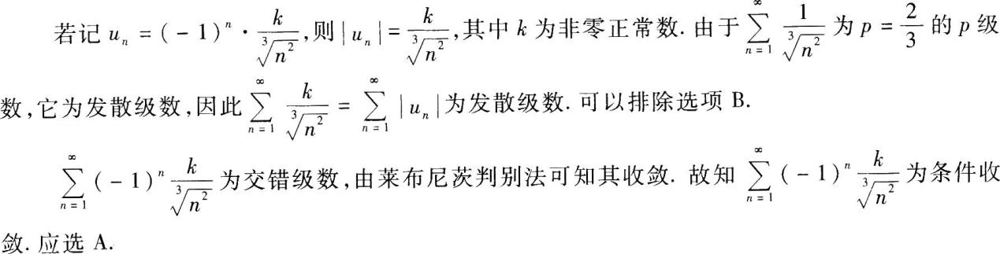 若记 $u_n = (-1)^n \cdot \frac{k}{\sqrt[3]{n^2}}$,则 $|u_n| = \frac{k}{\sqrt[3]{n^2}}$,其中 $k$ 为非零正常数. 由于 $\sum_{n=1}^{\infty} \frac{1}{\sqrt[3]{n^2}}$ 为 $p = \frac{2}{3}$ 的 $p$ 级
数,它为发散级数,因此 $\sum_{n=1}^{\infty} \frac{k}{\sqrt[3]{n^2}} = \sum_{n=1}^{\infty} |u_n|$ 为发散级数. 可以排除选项 B.
$\sum_{n=1}^{\infty} (-1)^n \frac{k}{\sqrt[3]{n^2}}$ 为交错级数,由莱布尼茨判别法可知其收敛. 故知 $\sum_{n=1}^{\infty} (-1)^n \frac{k}{\sqrt[3]{n^2}}$ 为条件收
敛. 应选 A.